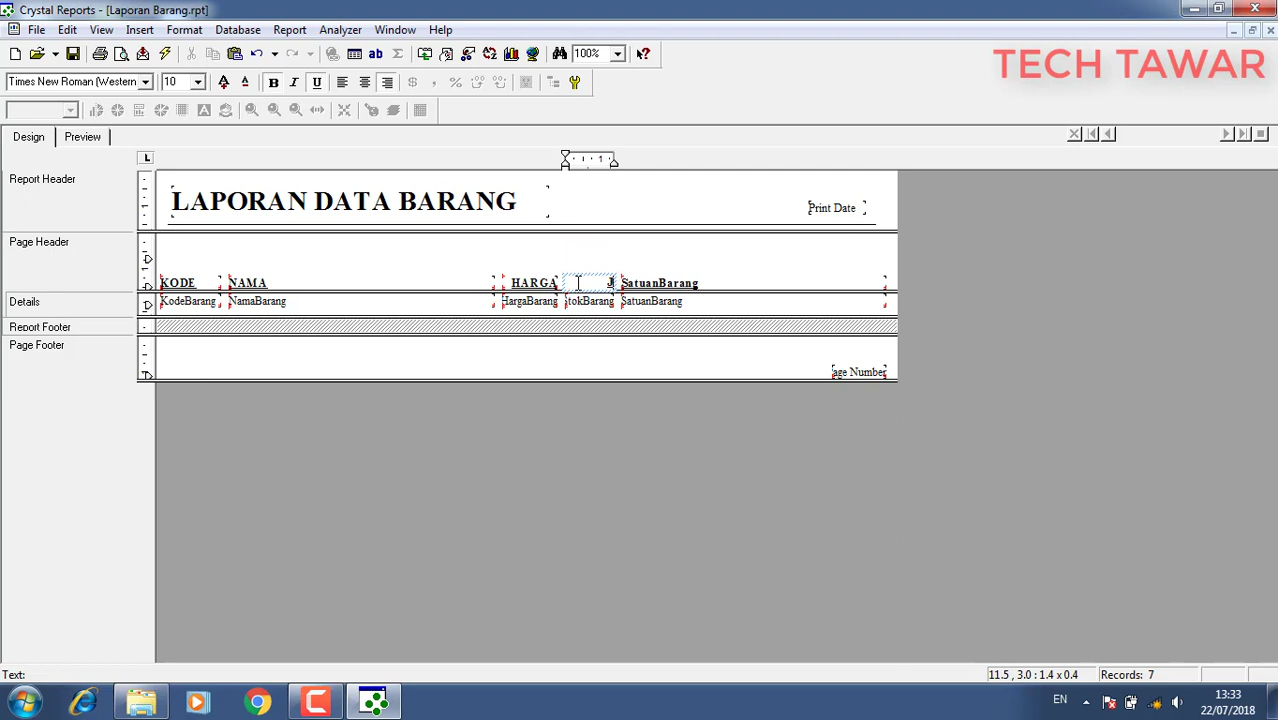 Crystal Reports - [Laporan Barang.rpt]
File Edit View Insert Format Database Report Analyzer Window Help
100%
TECH TAWAR
Times New Roman (Western 10 B I U $ %
Design Preview
1
Report Header
LAPORAN DATA BARANG
Print Date
Page Header
KODE NAMA HARGA J SatuanBarang
Details KodeBarang NamaBarang HargaBarang tokBarang SatuanBarang
Report Footer
Page Footer
age Number
Text: 11.5 , 3.0 : 1.4 x 0.4 Records: 7
EN 13:33
22/07/2018